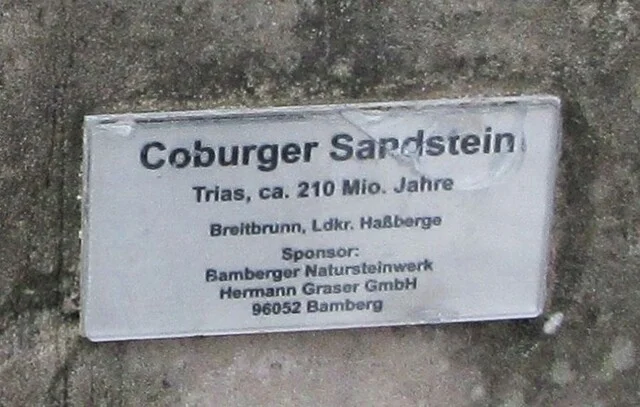 Coburger Sandstein
Trias, ca. 210 Mio. Jahre
Breitbrunn, Ldkr. Haßberge
Sponsor:
Bamberger Natursteinwerk
Hermann Graser GmbH
96052 Bamberg